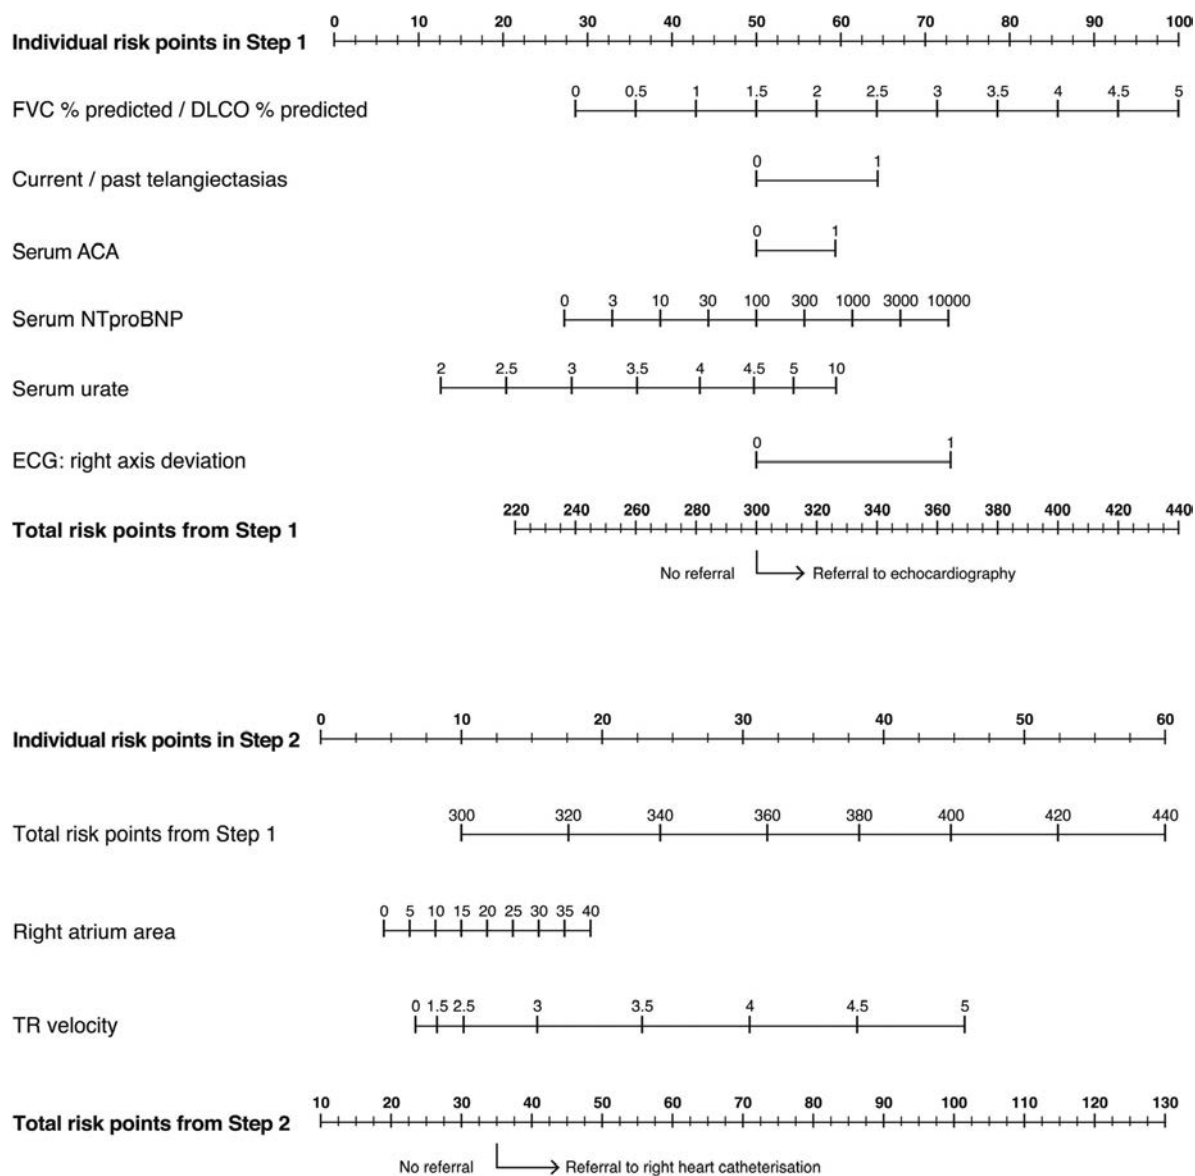 0 10 20 30 40 50 60 70 80 90 100
Individual risk points in Step 1
0 0.5 1 1.5 2 2.5 3 3.5 4 4.5 5
FVC % predicted / DLCO % predicted
0 1
Current / past telangiectasias
0 1
Serum ACA
0 3 10 30 100 300 1000 3000 10000
Serum NTproBNP
2 2.5 3 3.5 4 4.5 5 10
Serum urate
0 1
ECG: right axis deviation
220 240 260 280 300 320 340 360 380 400 420 440
Total risk points from Step 1
No referral Referral to echocardiography
0 10 20 30 40 50 60
Individual risk points in Step 2
300 320 340 360 380 400 420 440
Total risk points from Step 1
0 5 10 15 20 25 30 35 40
Right atrium area
0 1.5 2.5 3 3.5 4 4.5 5
TR velocity
10 20 30 40 50 60 70 80 90 100 110 120 130
Total risk points from Step 2
No referral Referral to right heart catheterisation